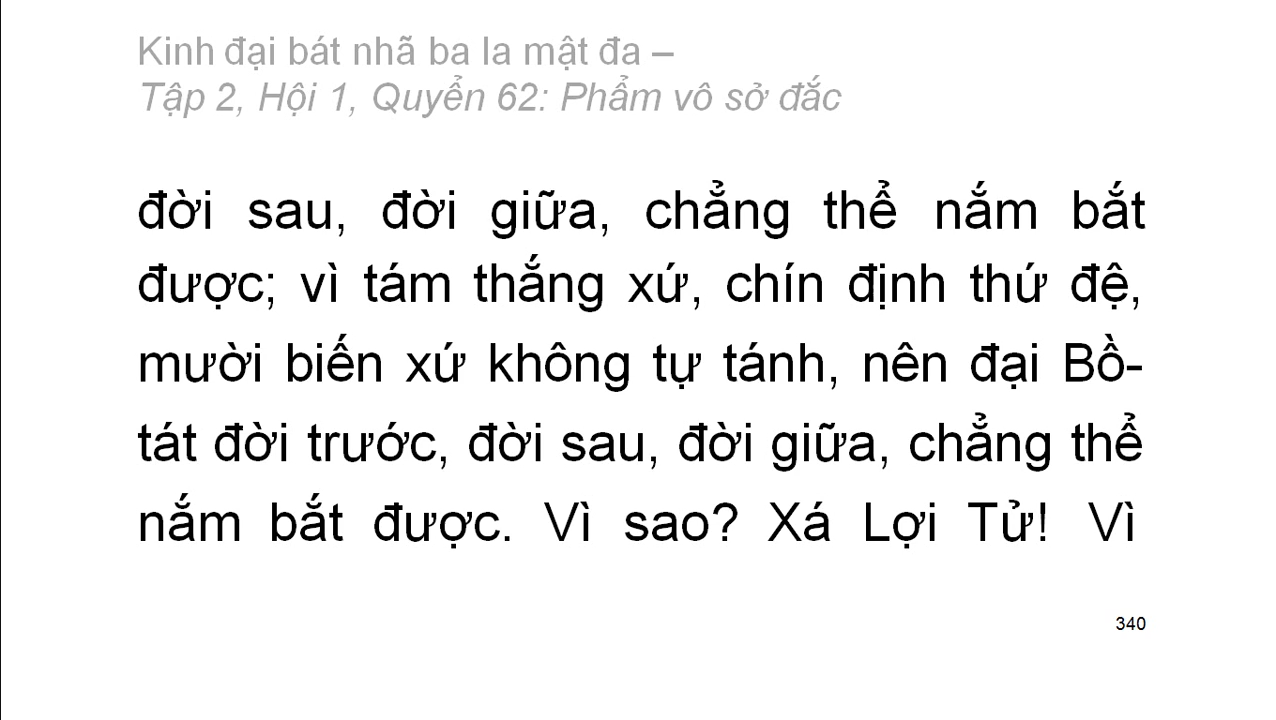 Kinh đại bát nhã ba la mật đa –
Tập 2, Hội 1, Quyển 62: Phẩm vô sở đắc
đời sau, đời giữa, chẳng thể nắm bắt
được; vì tám thắng xứ, chín định thứ đệ,
mười biến xứ không tự tánh, nên đại Bồ-
tát đời trước, đời sau, đời giữa, chẳng thể
nắm bắt được. Vì sao? Xá Lợi Tử! Vì
340